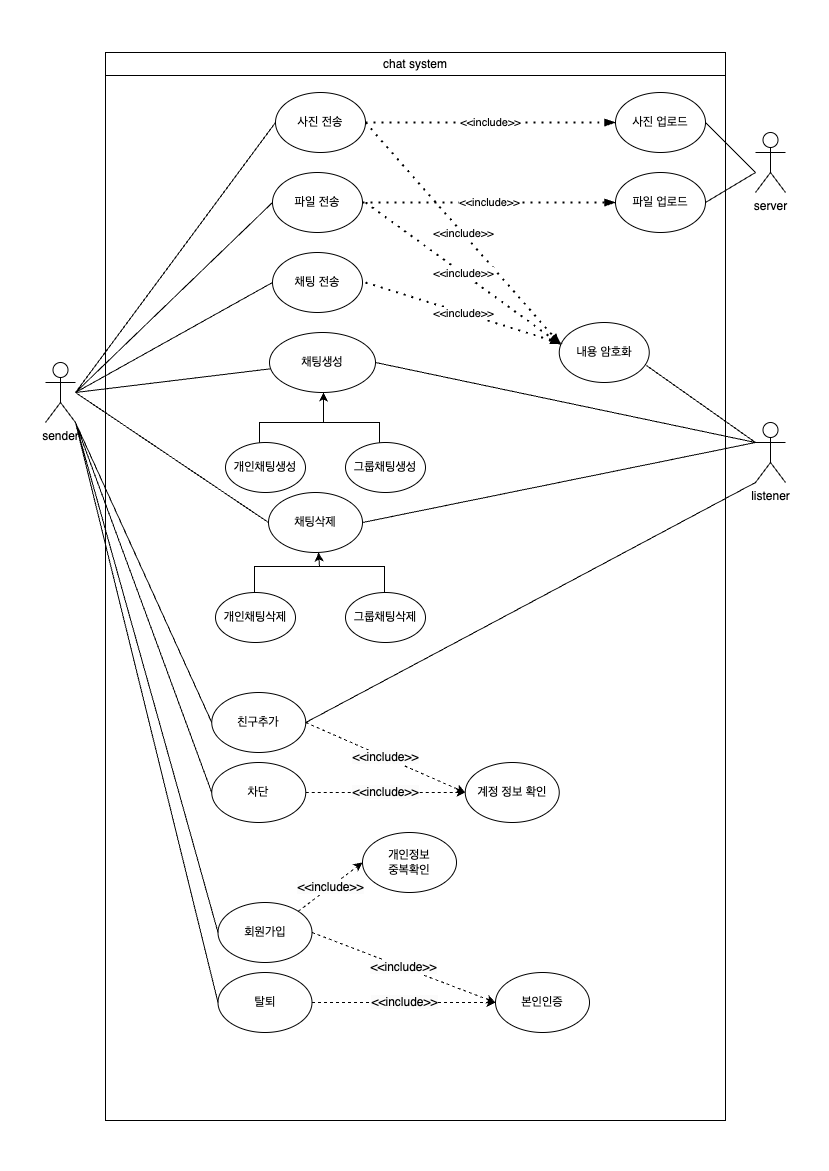 chat system
사진 전송
<<include>>
사진 업로드
server
파일 전송
<<include>>
파일 업로드
<<include>>
<<include>>
채팅 전송
<<include>>
내용 암호화
채팅생성
sender
개인채팅생성
그룹채팅생성
listener
채팅삭제
개인채팅삭제
그룹채팅삭제
친구추가
<<include>>
차단
<<include>>
계정 정보 확인
개인정보
중복확인
<<include>>
회원가입
<<include>>
탈퇴
<<include>>
본인인증